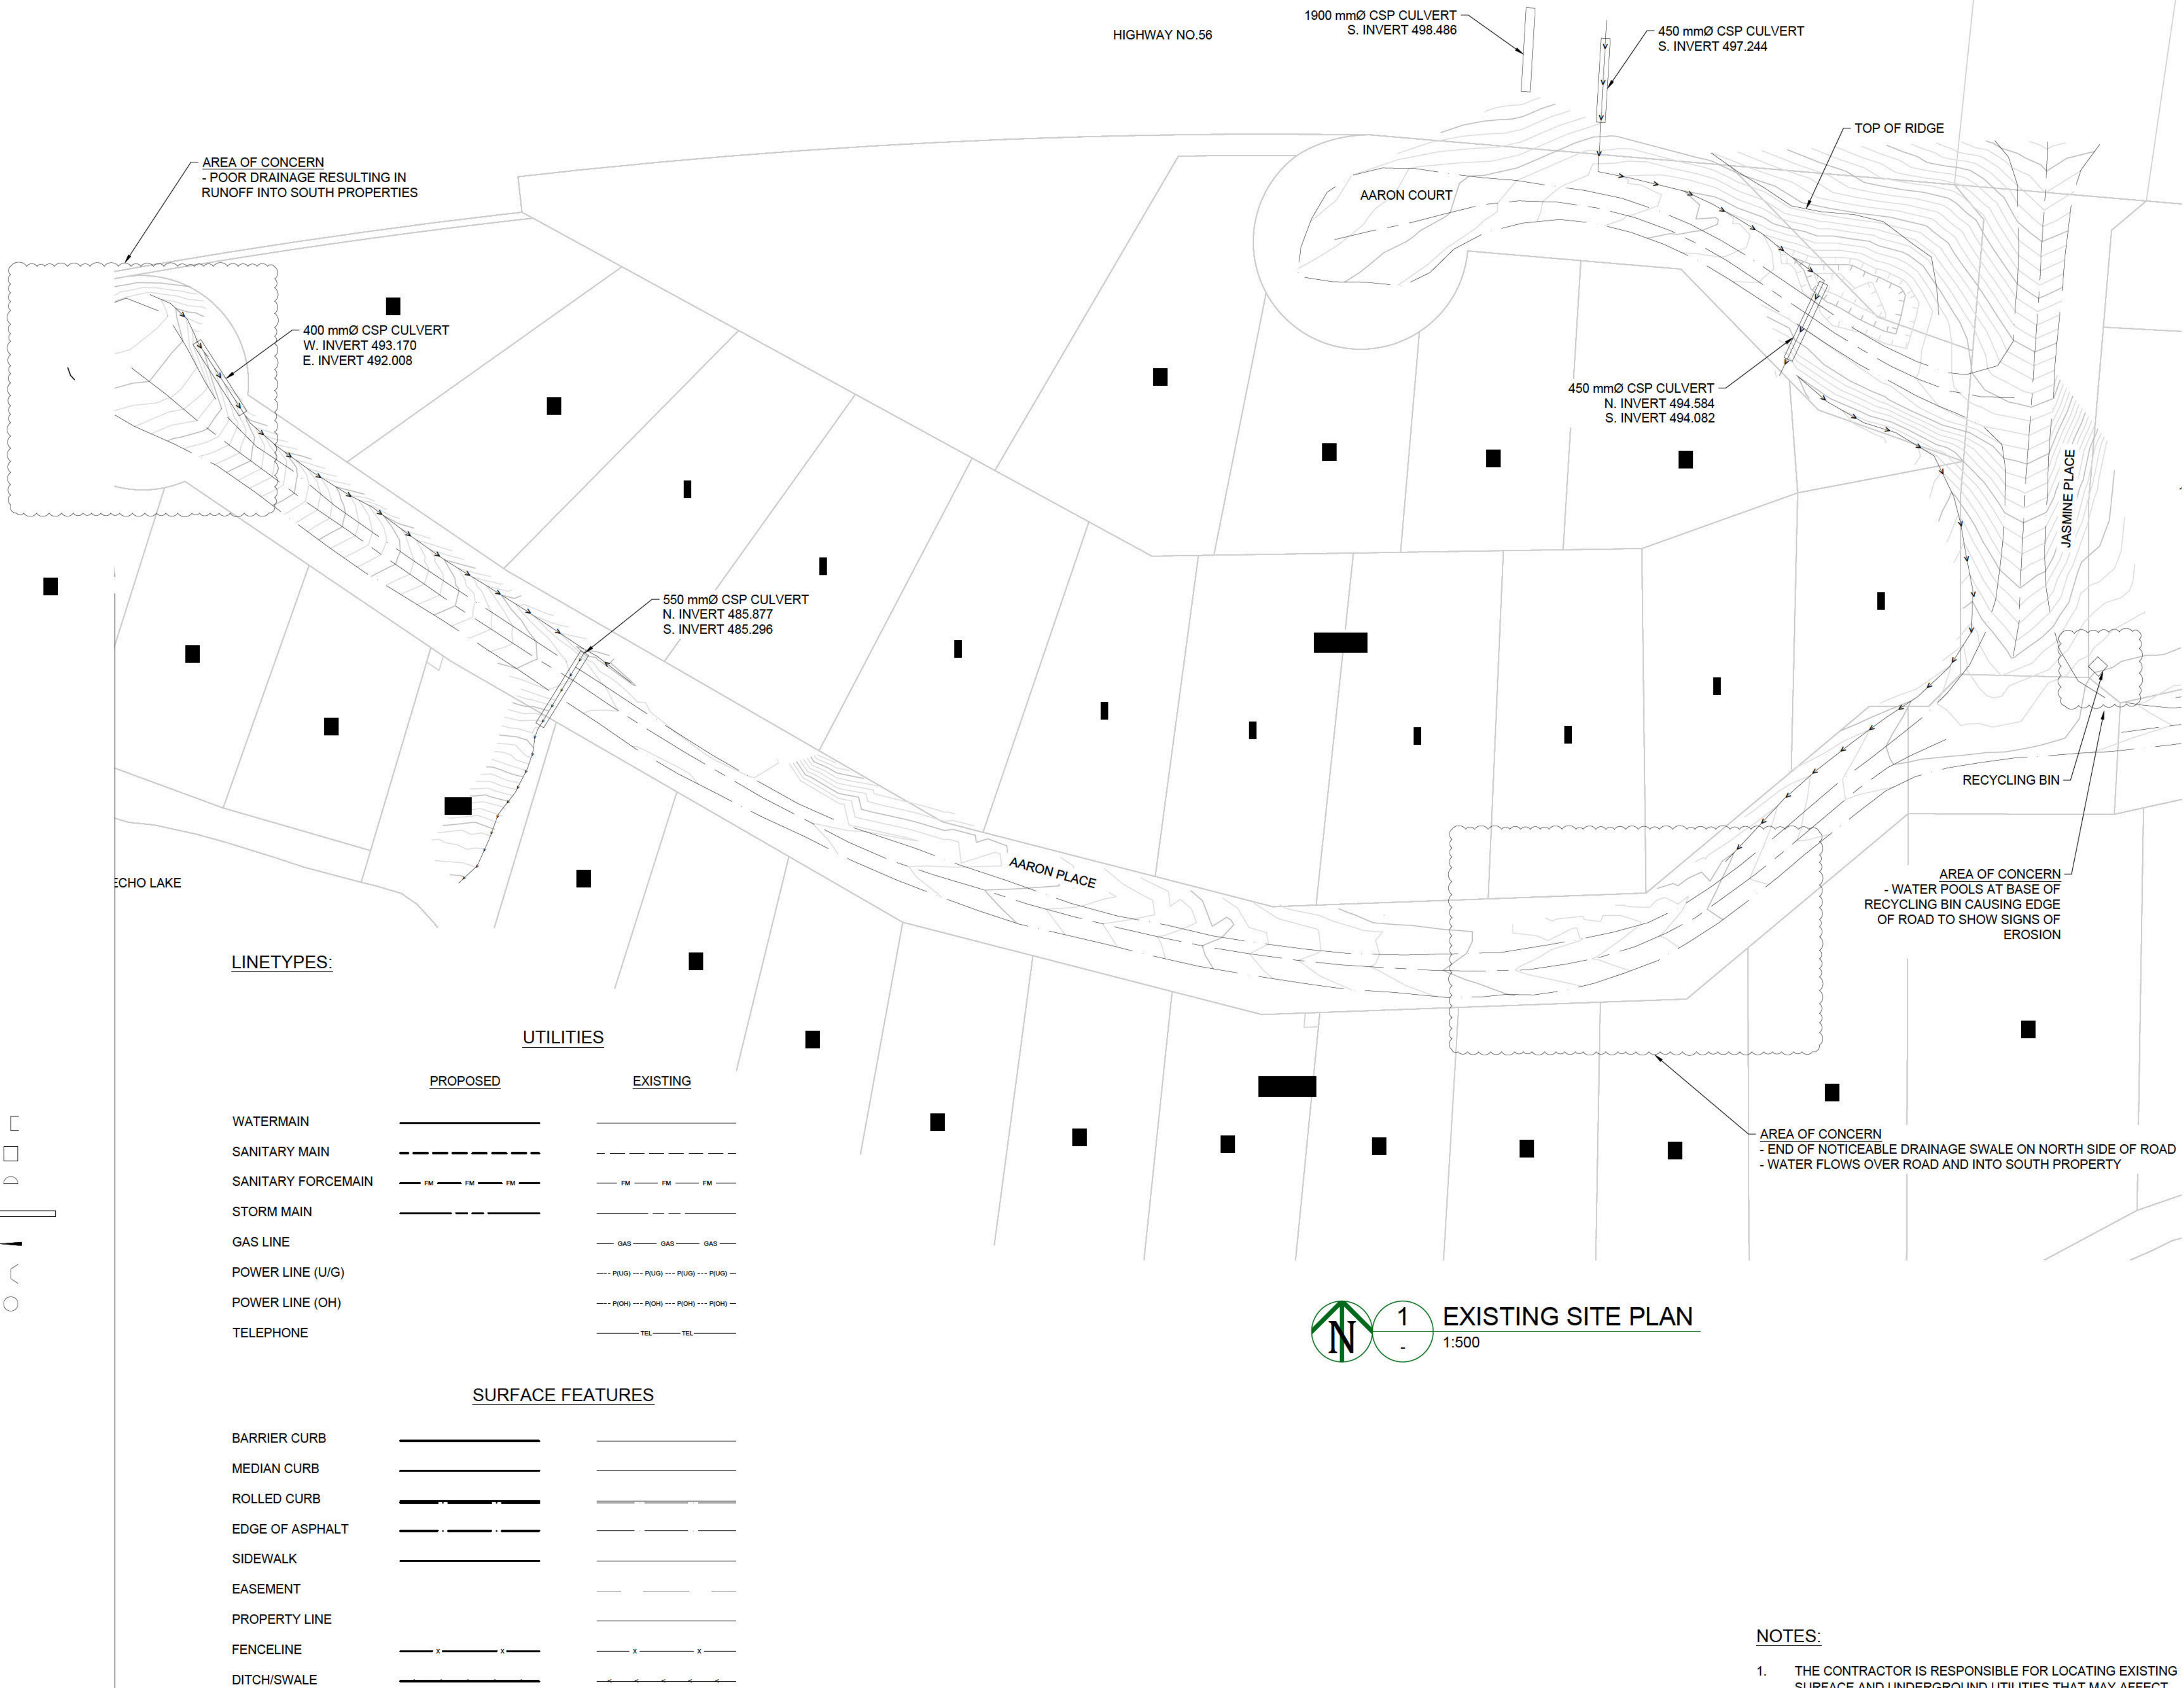 HIGHWAY NO.56
1900 mmØ CSP CULVERT
S. INVERT 498.486
450 mmØ CSP CULVERT
S. INVERT 497.244
TOP OF RIDGE
AREA OF CONCERN
- POOR DRAINAGE RESULTING IN
RUNOFF INTO SOUTH PROPERTIES
AARON COURT
400 mmØ CSP CULVERT
W. INVERT 493.170
E. INVERT 492.008
450 mmØ CSP CULVERT
N. INVERT 494.584
S. INVERT 494.082
JASMINE PLACE
550 mmØ CSP CULVERT
N. INVERT 485.877
S. INVERT 485.296
RECYCLING BIN
AARON PLACE
ECHO LAKE
AREA OF CONCERN
- WATER POOLS AT BASE OF
RECYCLING BIN CAUSING EDGE
OF ROAD TO SHOW SIGNS OF
EROSION
AREA OF CONCERN
- END OF NOTICEABLE DRAINAGE SWALE ON NORTH SIDE OF ROAD
- WATER FLOWS OVER ROAD AND INTO SOUTH PROPERTY
LINETYPES:
UTILITIES
PROPOSED EXISTING
WATERMAIN
SANITARY MAIN
SANITARY FORCEMAIN FM FM FM FM FM FM
STORM MAIN
GAS LINE GAS GAS GAS
POWER LINE (U/G) P(UG) P(UG) P(UG) P(UG)
POWER LINE (OH) P(OH) P(OH) P(OH) P(OH)
TELEPHONE TEL TEL
SURFACE FEATURES
BARRIER CURB
MEDIAN CURB
ROLLED CURB
EDGE OF ASPHALT
SIDEWALK
EASEMENT
PROPERTY LINE
FENCELINE X X X X
DITCH/SWALE
N
1
-
EXISTING SITE PLAN
1:500
NOTES:
1. THE CONTRACTOR IS RESPONSIBLE FOR LOCATING EXISTING
SURFACE AND UNDERGROUND UTILITIES THAT MAY AFFECT